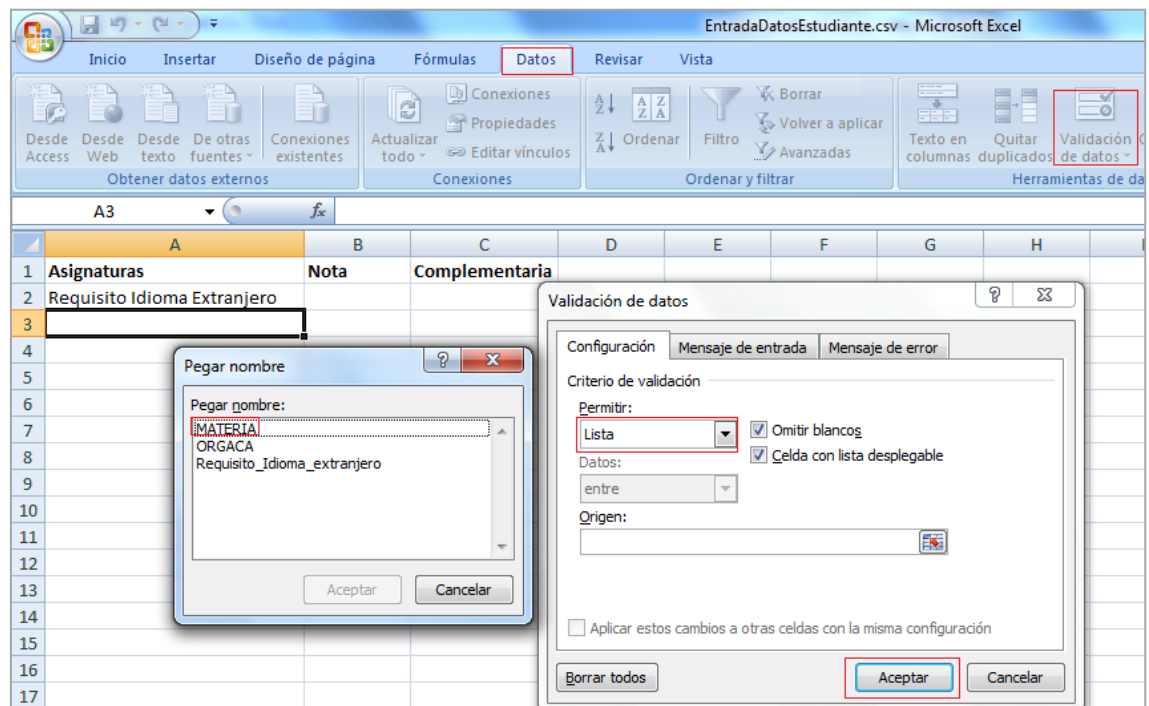 EntradaDatosEstudiante.csv - Microsoft Excel
Inicio Insertar Diseño de página Fórmulas Datos Revisar Vista
Desde Access
Desde Web
Desde texto
De otras fuentes
Conexiones existentes
Obtener datos externos
Actualizar todo
Conexiones
Propiedades
Editar vínculos
Conexiones
Ordenar
Filtro
Borrar
Volver a aplicar
Avanzadas
Ordenar y filtrar
Texto en columnas
Quitar duplicados
Validación de datos
Herramientas de da
A3 fx
A B C D E F G H
1 Asignaturas Nota Complementaria
2 Requisito Idioma Extranjero
3
4
5
6
7
8
9
10
11
12
13
14
15
16
17
Pegar nombre
Pegar nombre:
MATERIA
ORGACA
Requisito_Idioma_extranjero
Aceptar Cancelar
Validación de datos
Configuración Mensaje de entrada Mensaje de error
Criterio de validación
Permitir:
Lista
Omitir blancos
Celda con lista desplegable
Datos:
entre
Origen:
Aplicar estos cambios a otras celdas con la misma configuración
Borrar todos Aceptar Cancelar